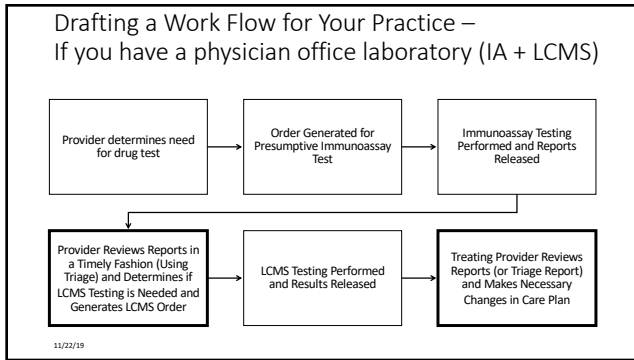 Drafting a Work Flow for Your Practice –
If you have a physician office laboratory (IA + LCMS)
Provider determines need
for drug test
Order Generated for
Presumptive Immunoassay
Test
Immunoassay Testing
Performed and Reports
Released
Provider Reviews Reports in
a Timely Fashion (Using
Triage) and Determines if
LCMS Testing is Needed and
Generates LCMS Order
LCMS Testing Performed
and Results Released
Treating Provider Reviews
Reports (or Triage Report)
and Makes Necessary
Changes in Care Plan
11/22/19